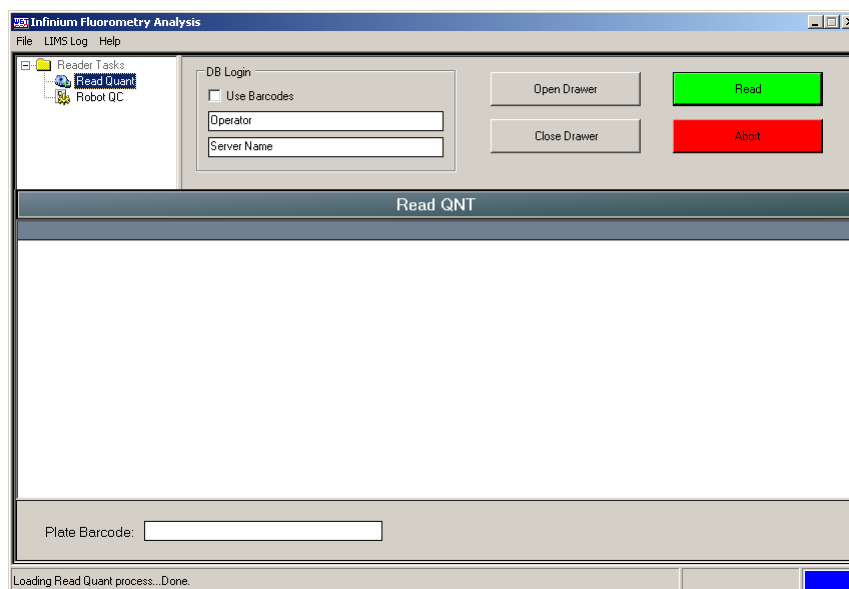 Infinium Fluorometry Analysis
File LIMS Log Help
Reader Tasks
Read Quant
Robot QC
DB Login
Use Barcodes
Operator
Server Name
Open Drawer
Read
Close Drawer
Abort
Read QNT
Plate Barcode:
Loading Read Quant process...Done.